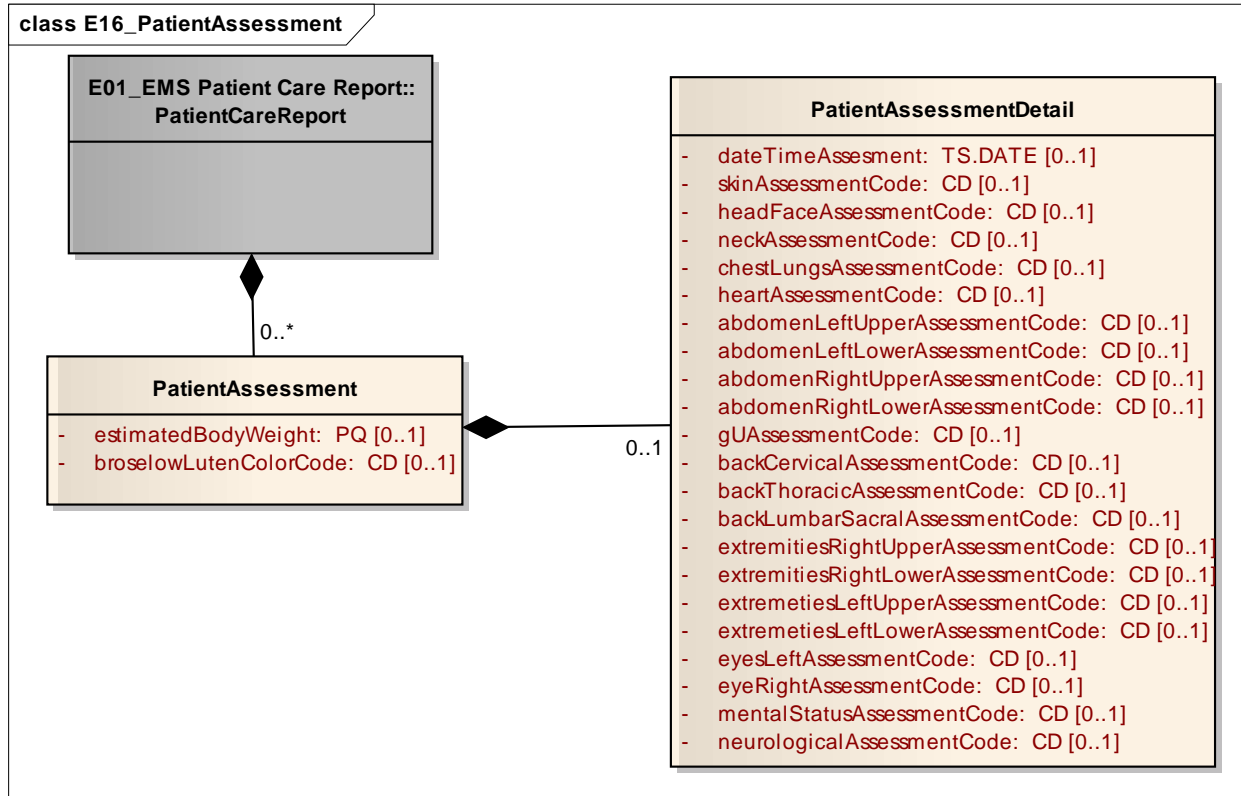 class E16_PatientAssessment
E01_EMS Patient Care Report::
PatientCareReport
0..*
PatientAssessment
- estimatedBodyWeight: PQ [0..1]
- broselowLutenColorCode: CD [0..1]
0..1
PatientAssessmentDetail
- dateTimeAssesment: TS.DATE [0..1]
- skinAssessmentCode: CD [0..1]
- headFaceAssessmentCode: CD [0..1]
- neckAssessmentCode: CD [0..1]
- chestLungsAssessmentCode: CD [0..1]
- heartAssessmentCode: CD [0..1]
- abdomenLeftUpperAssessmentCode: CD [0..1]
- abdomenLeftLowerAssessmentCode: CD [0..1]
- abdomenRightUpperAssessmentCode: CD [0..1]
- abdomenRightLowerAssessmentCode: CD [0..1]
- gUAssessmentCode: CD [0..1]
- backCervicalAssessmentCode: CD [0..1]
- backThoracicAssessmentCode: CD [0..1]
- backLumbarSacralAssessmentCode: CD [0..1]
- extremitiesRightUpperAssessmentCode: CD [0..1]
- extremitiesRightLowerAssessmentCode: CD [0..1]
- extremetiesLeftUpperAssessmentCode: CD [0..1]
- extremetiesLeftLowerAssessmentCode: CD [0..1]
- eyesLeftAssessmentCode: CD [0..1]
- eyeRightAssessmentCode: CD [0..1]
- mentalStatusAssessmentCode: CD [0..1]
- neurologicalAssessmentCode: CD [0..1]